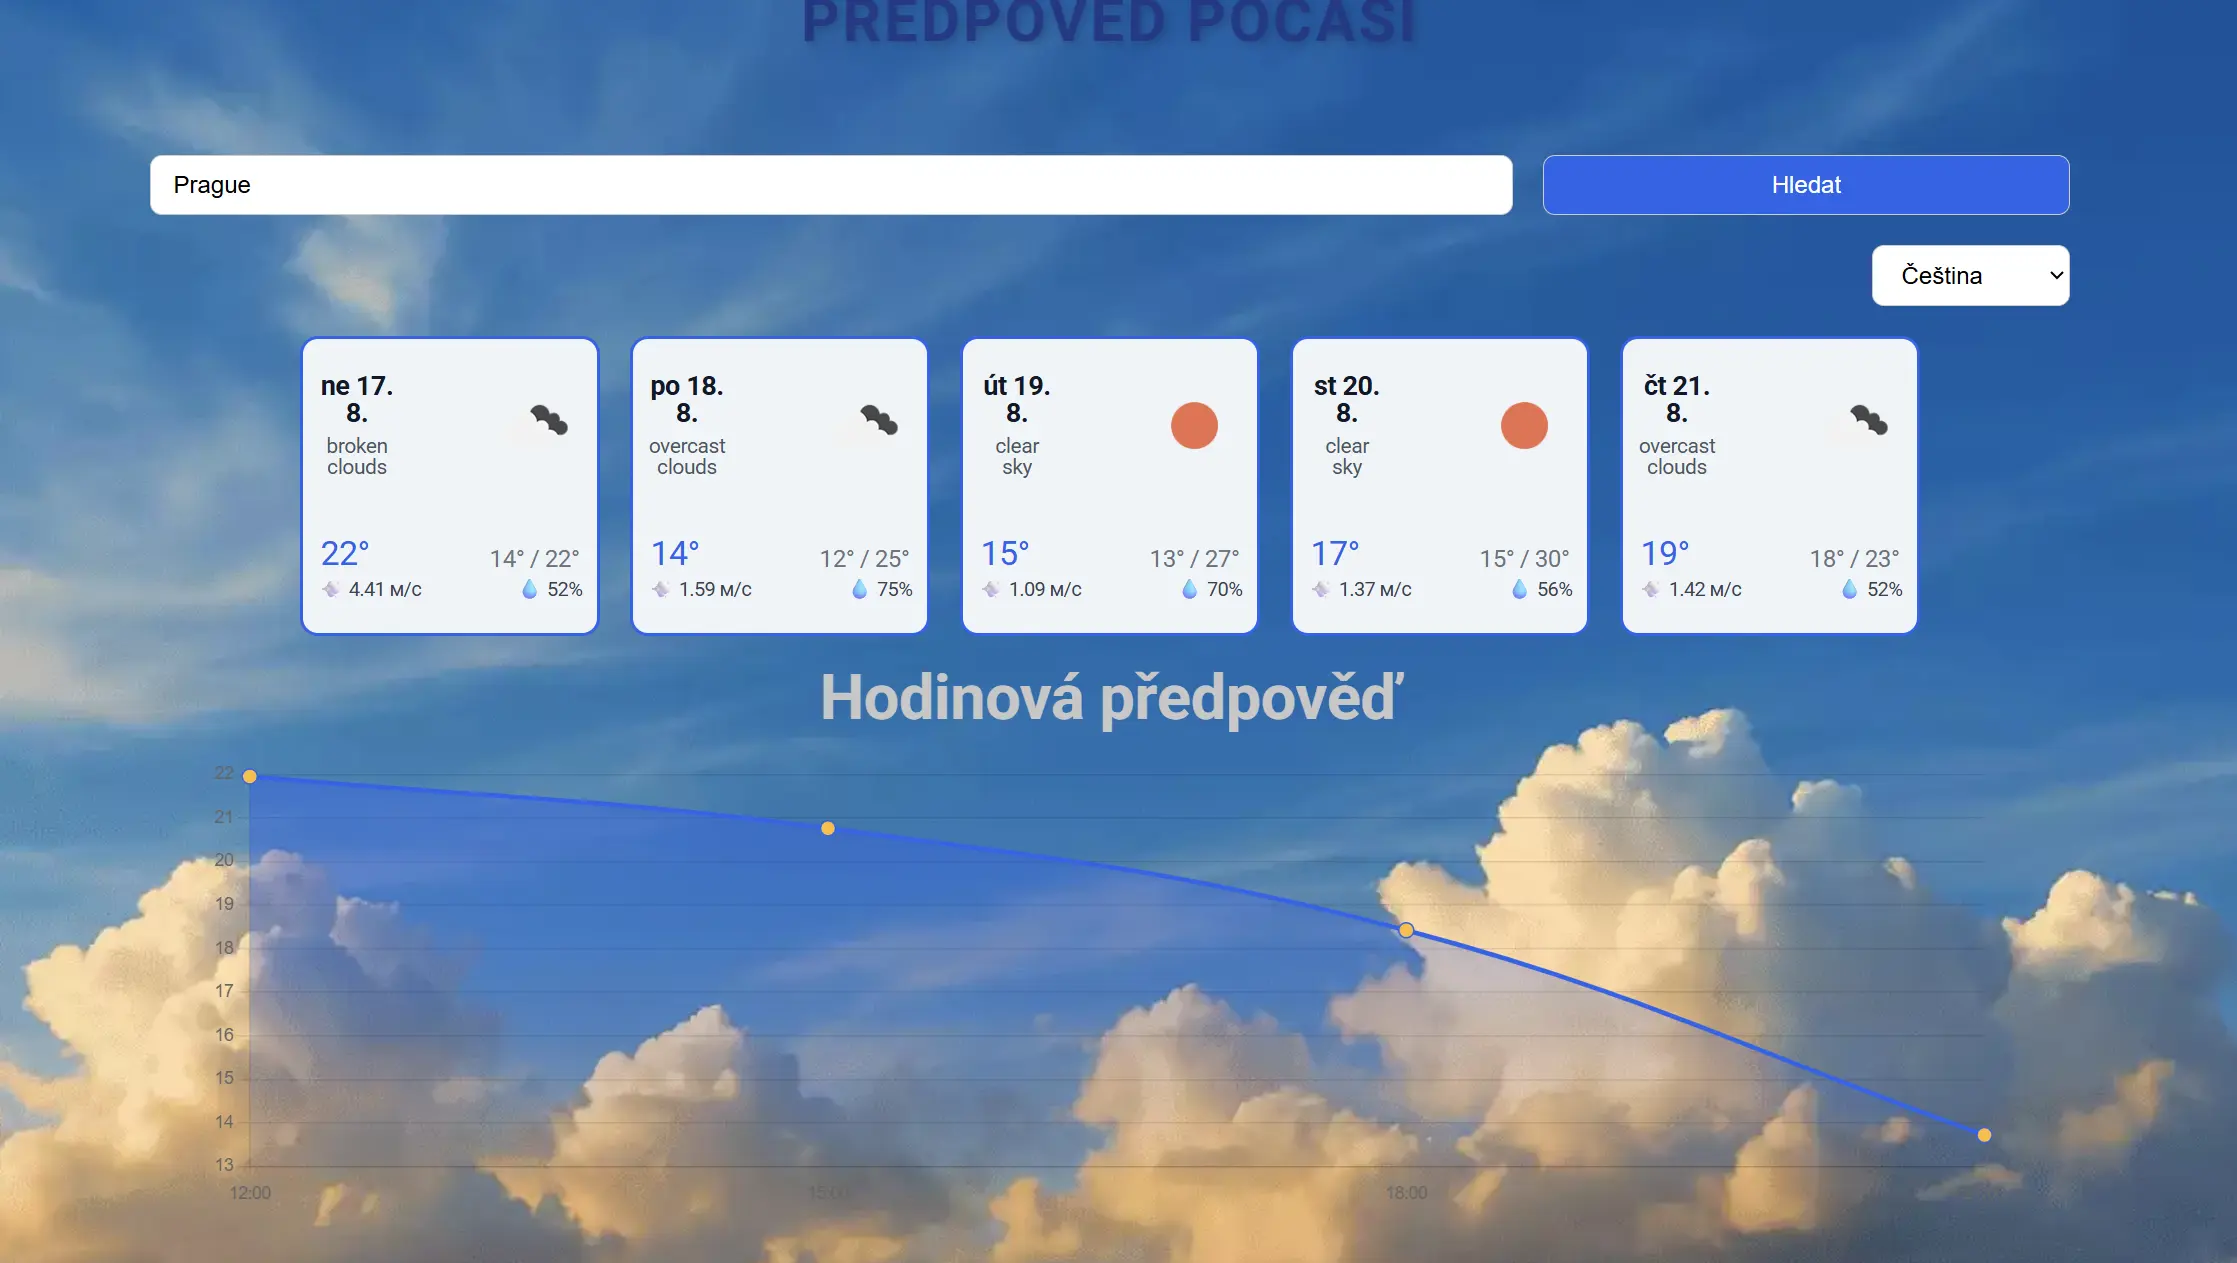 PŘEDPOVĚĎ POČASÍ
Prague
Hledat
Čeština
ne 17.
8.
broken
clouds
22°
14° / 22°
4.41 м/с
52%
po 18.
8.
overcast
clouds
14°
12° / 25°
1.59 м/с
75%
út 19.
8.
clear
sky
15°
13° / 27°
1.09 м/с
70%
st 20.
8.
clear
sky
17°
15° / 30°
1.37 м/с
56%
čt 21.
8.
overcast
clouds
19°
18° / 23°
1.42 м/с
52%
Hodinová předpověď
22
21
20
19
18
17
16
15
14
13
12:00
15:00
18:00